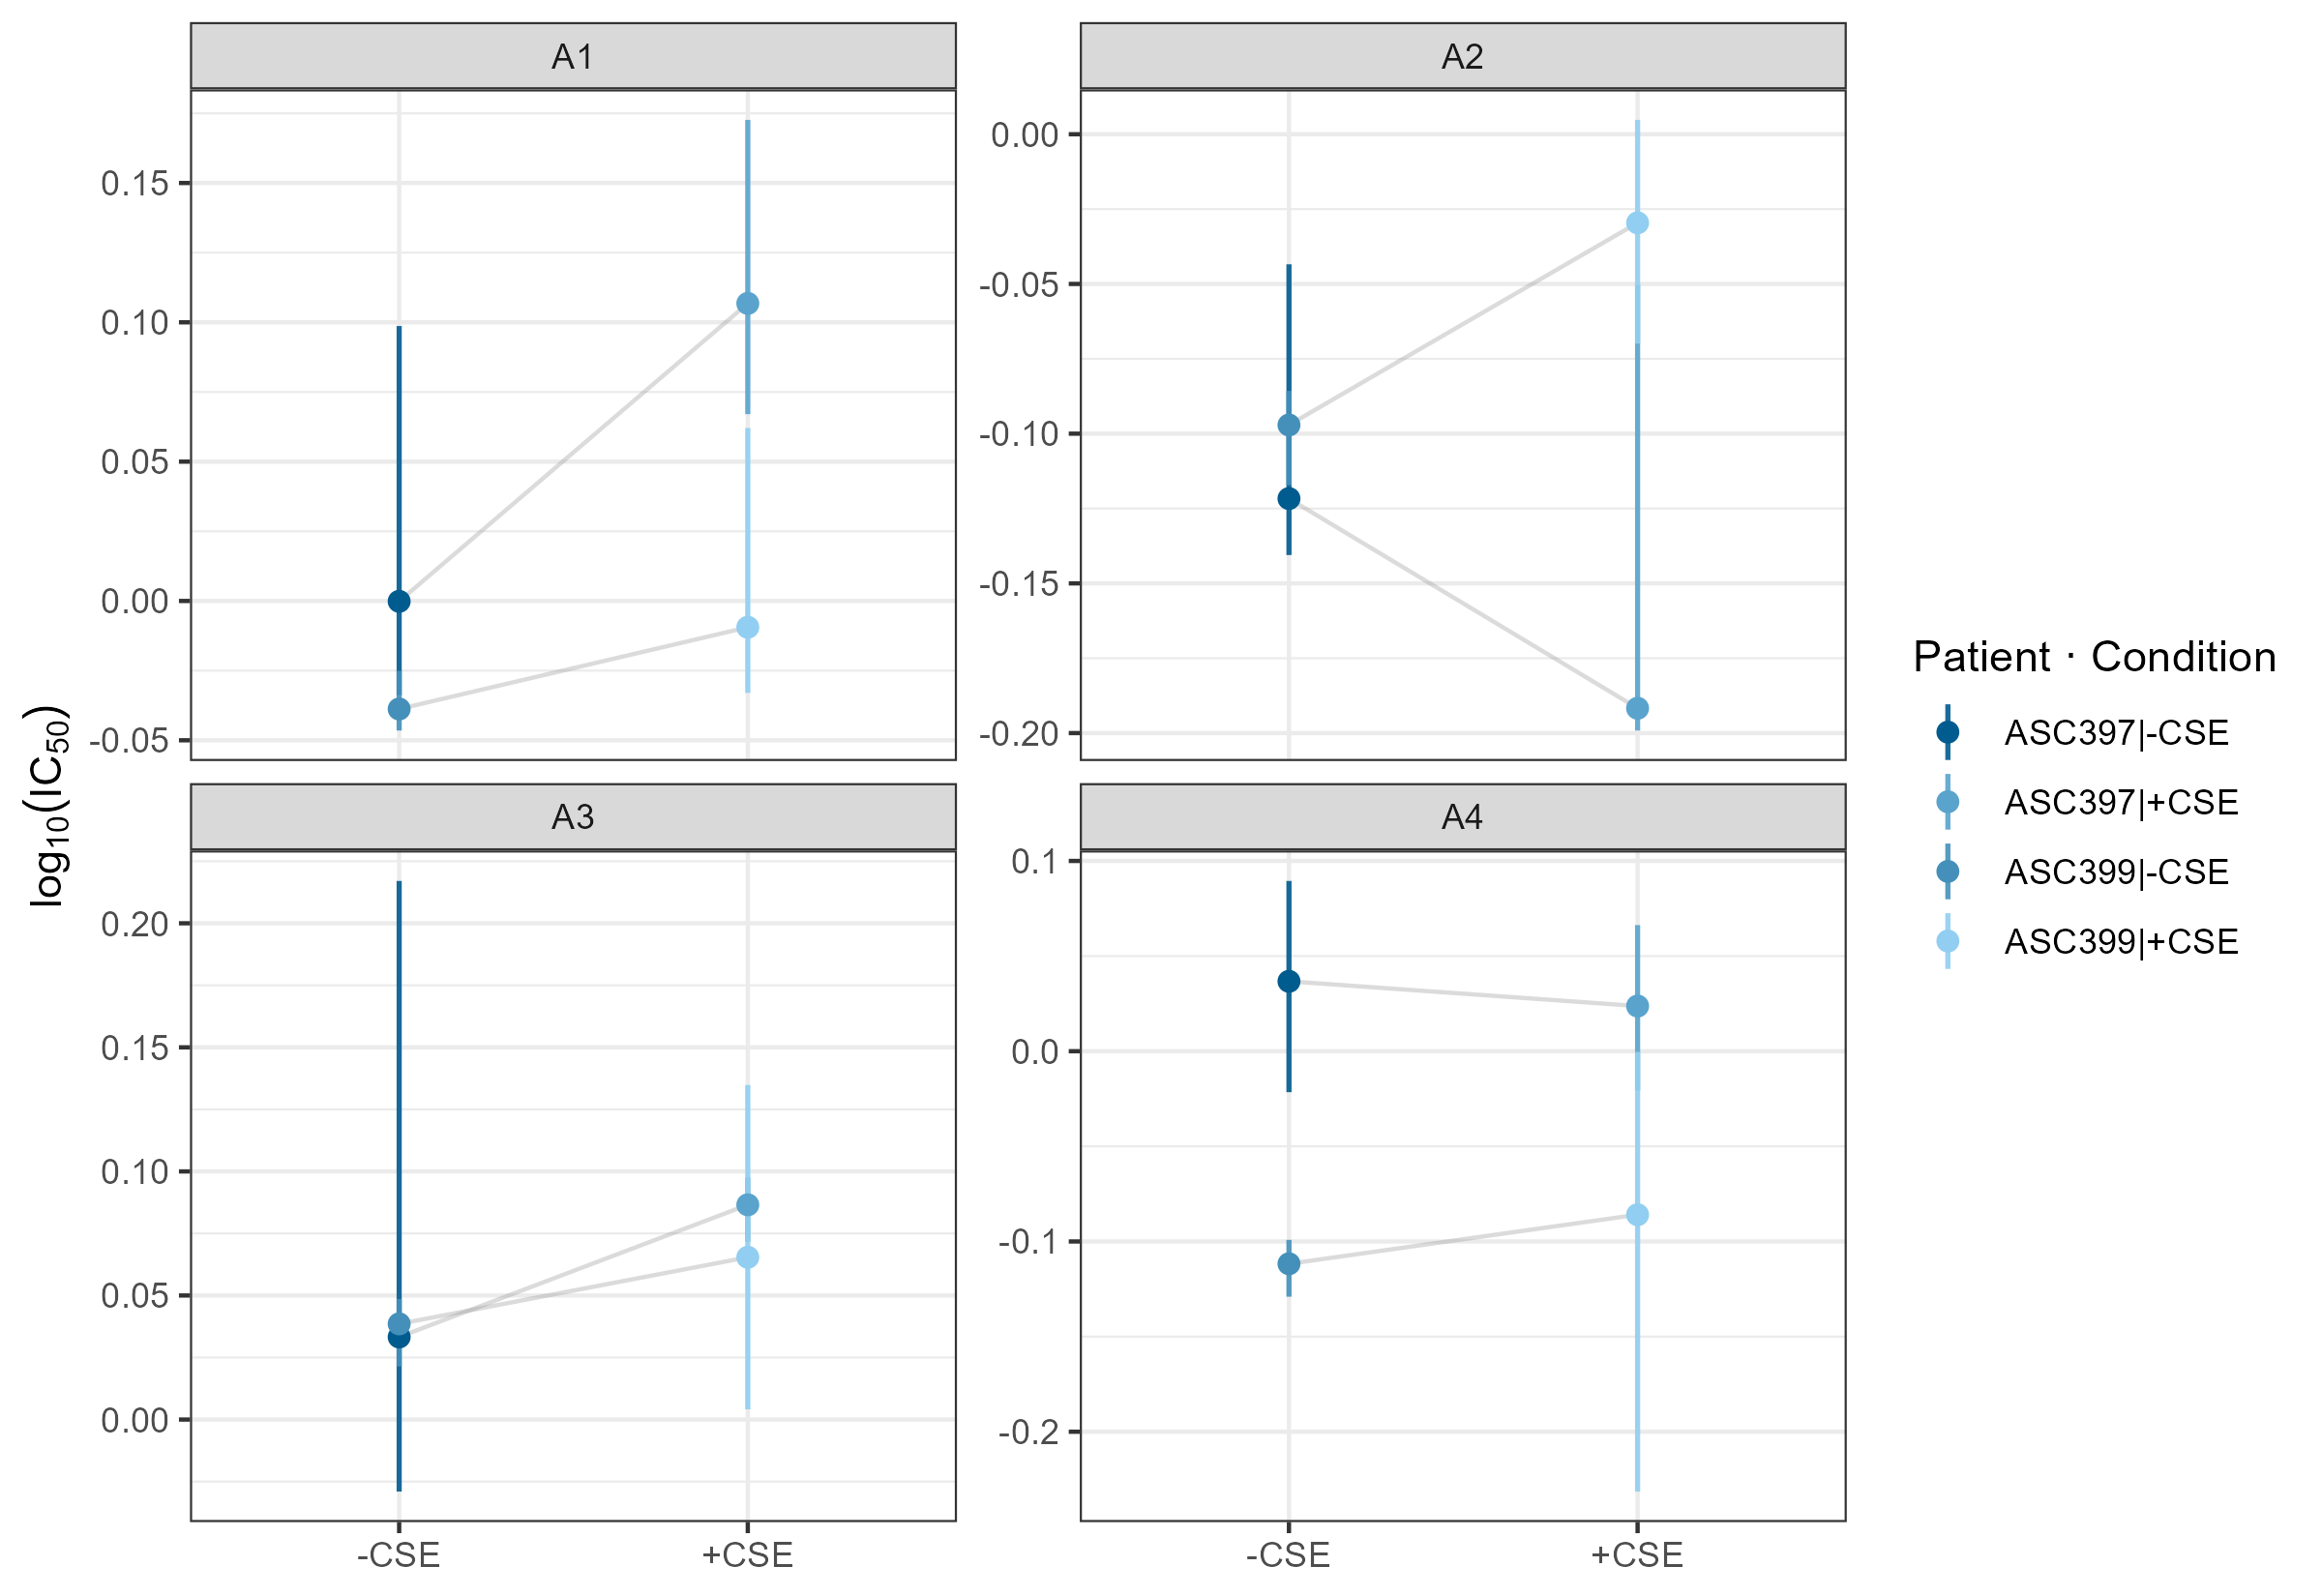 A1
A2
0.15
0.10
0.05
0.00
-0.05
0.00
-0.05
-0.10
-0.15
-0.20
log10(IC50)
A3
A4
0.20
0.15
0.10
0.05
0.00
0.1
0.0
-0.1
-0.2
-CSE
+CSE
-CSE
+CSE
Patient · Condition
ASC397|-CSE
ASC397|+CSE
ASC399|-CSE
ASC399|+CSE